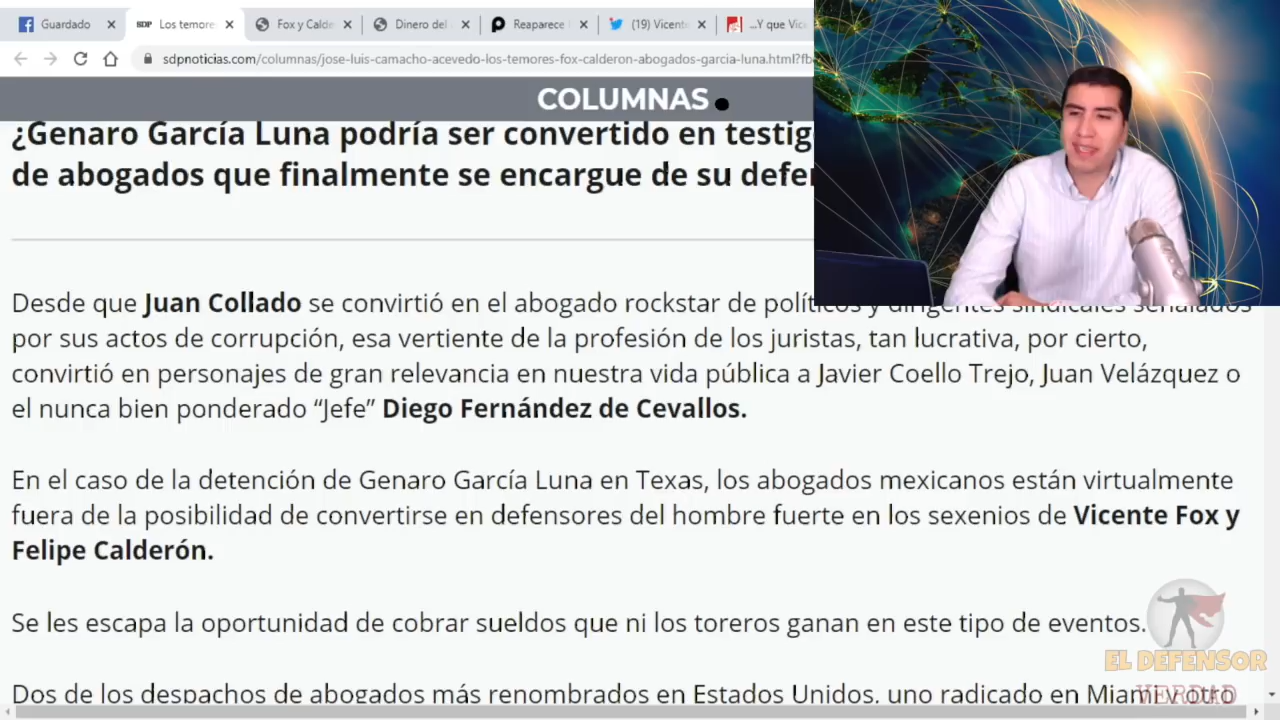 Guardado
SDP Los temore
Fox y Calde
Dinero del
Reaparece
(19) Vicente
...Y que Vic
sdpnoticias.com/columnas/jose-luis-camacho-acevedo-los-temores-fox-calderon-abogados-garcia-luna.html?fb
COLUMNAS
¿Genaro García Luna podría ser convertido en testig
de abogados que finalmente se encargue de su defen
Desde que Juan Collado se convirtió en el abogado rockstar de políticos y dirigentes sindicales señalados
por sus actos de corrupción, esa vertiente de la profesión de los juristas, tan lucrativa, por cierto,
convirtió en personajes de gran relevancia en nuestra vida pública a Javier Coello Trejo, Juan Velázquez o
el nunca bien ponderado “Jefe” Diego Fernández de Cevallos.
En el caso de la detención de Genaro García Luna en Texas, los abogados mexicanos están virtualmente
fuera de la posibilidad de convertirse en defensores del hombre fuerte en los sexenios de Vicente Fox y
Felipe Calderón.
Se les escapa la oportunidad de cobrar sueldos que ni los toreros ganan en este tipo de eventos.
Dos de los despachos de abogados más renombrados en Estados Unidos, uno radicado en Miami y otro
EL DEFENSOR
VERDAD